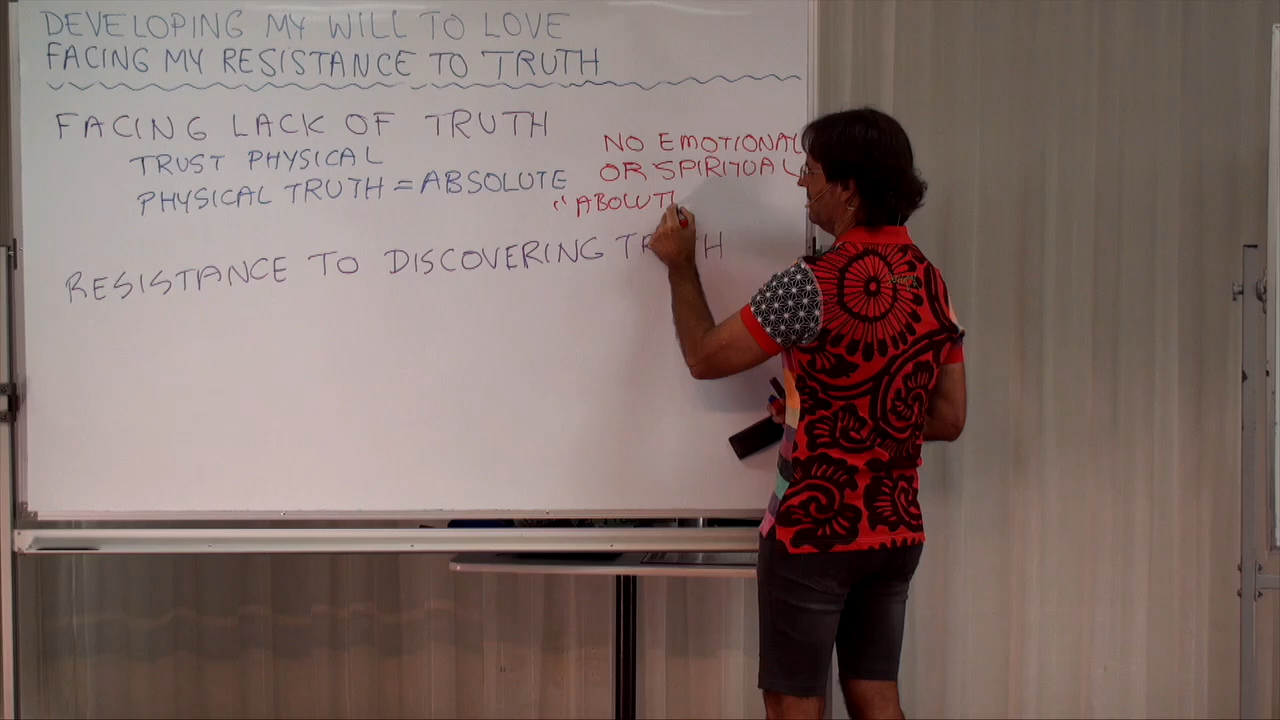 DEVELOPING MY WILL TO LOVE
FACING MY RESISTANCE TO TRUTH
FACING LACK OF TRUTH
TRUST PHYSICAL
PHYSICAL TRUTH = ABSOLUTE
NO EMOTIONAL
OR SPIRITUAL
"ABOLUT
RESISTANCE TO DISCOVERING